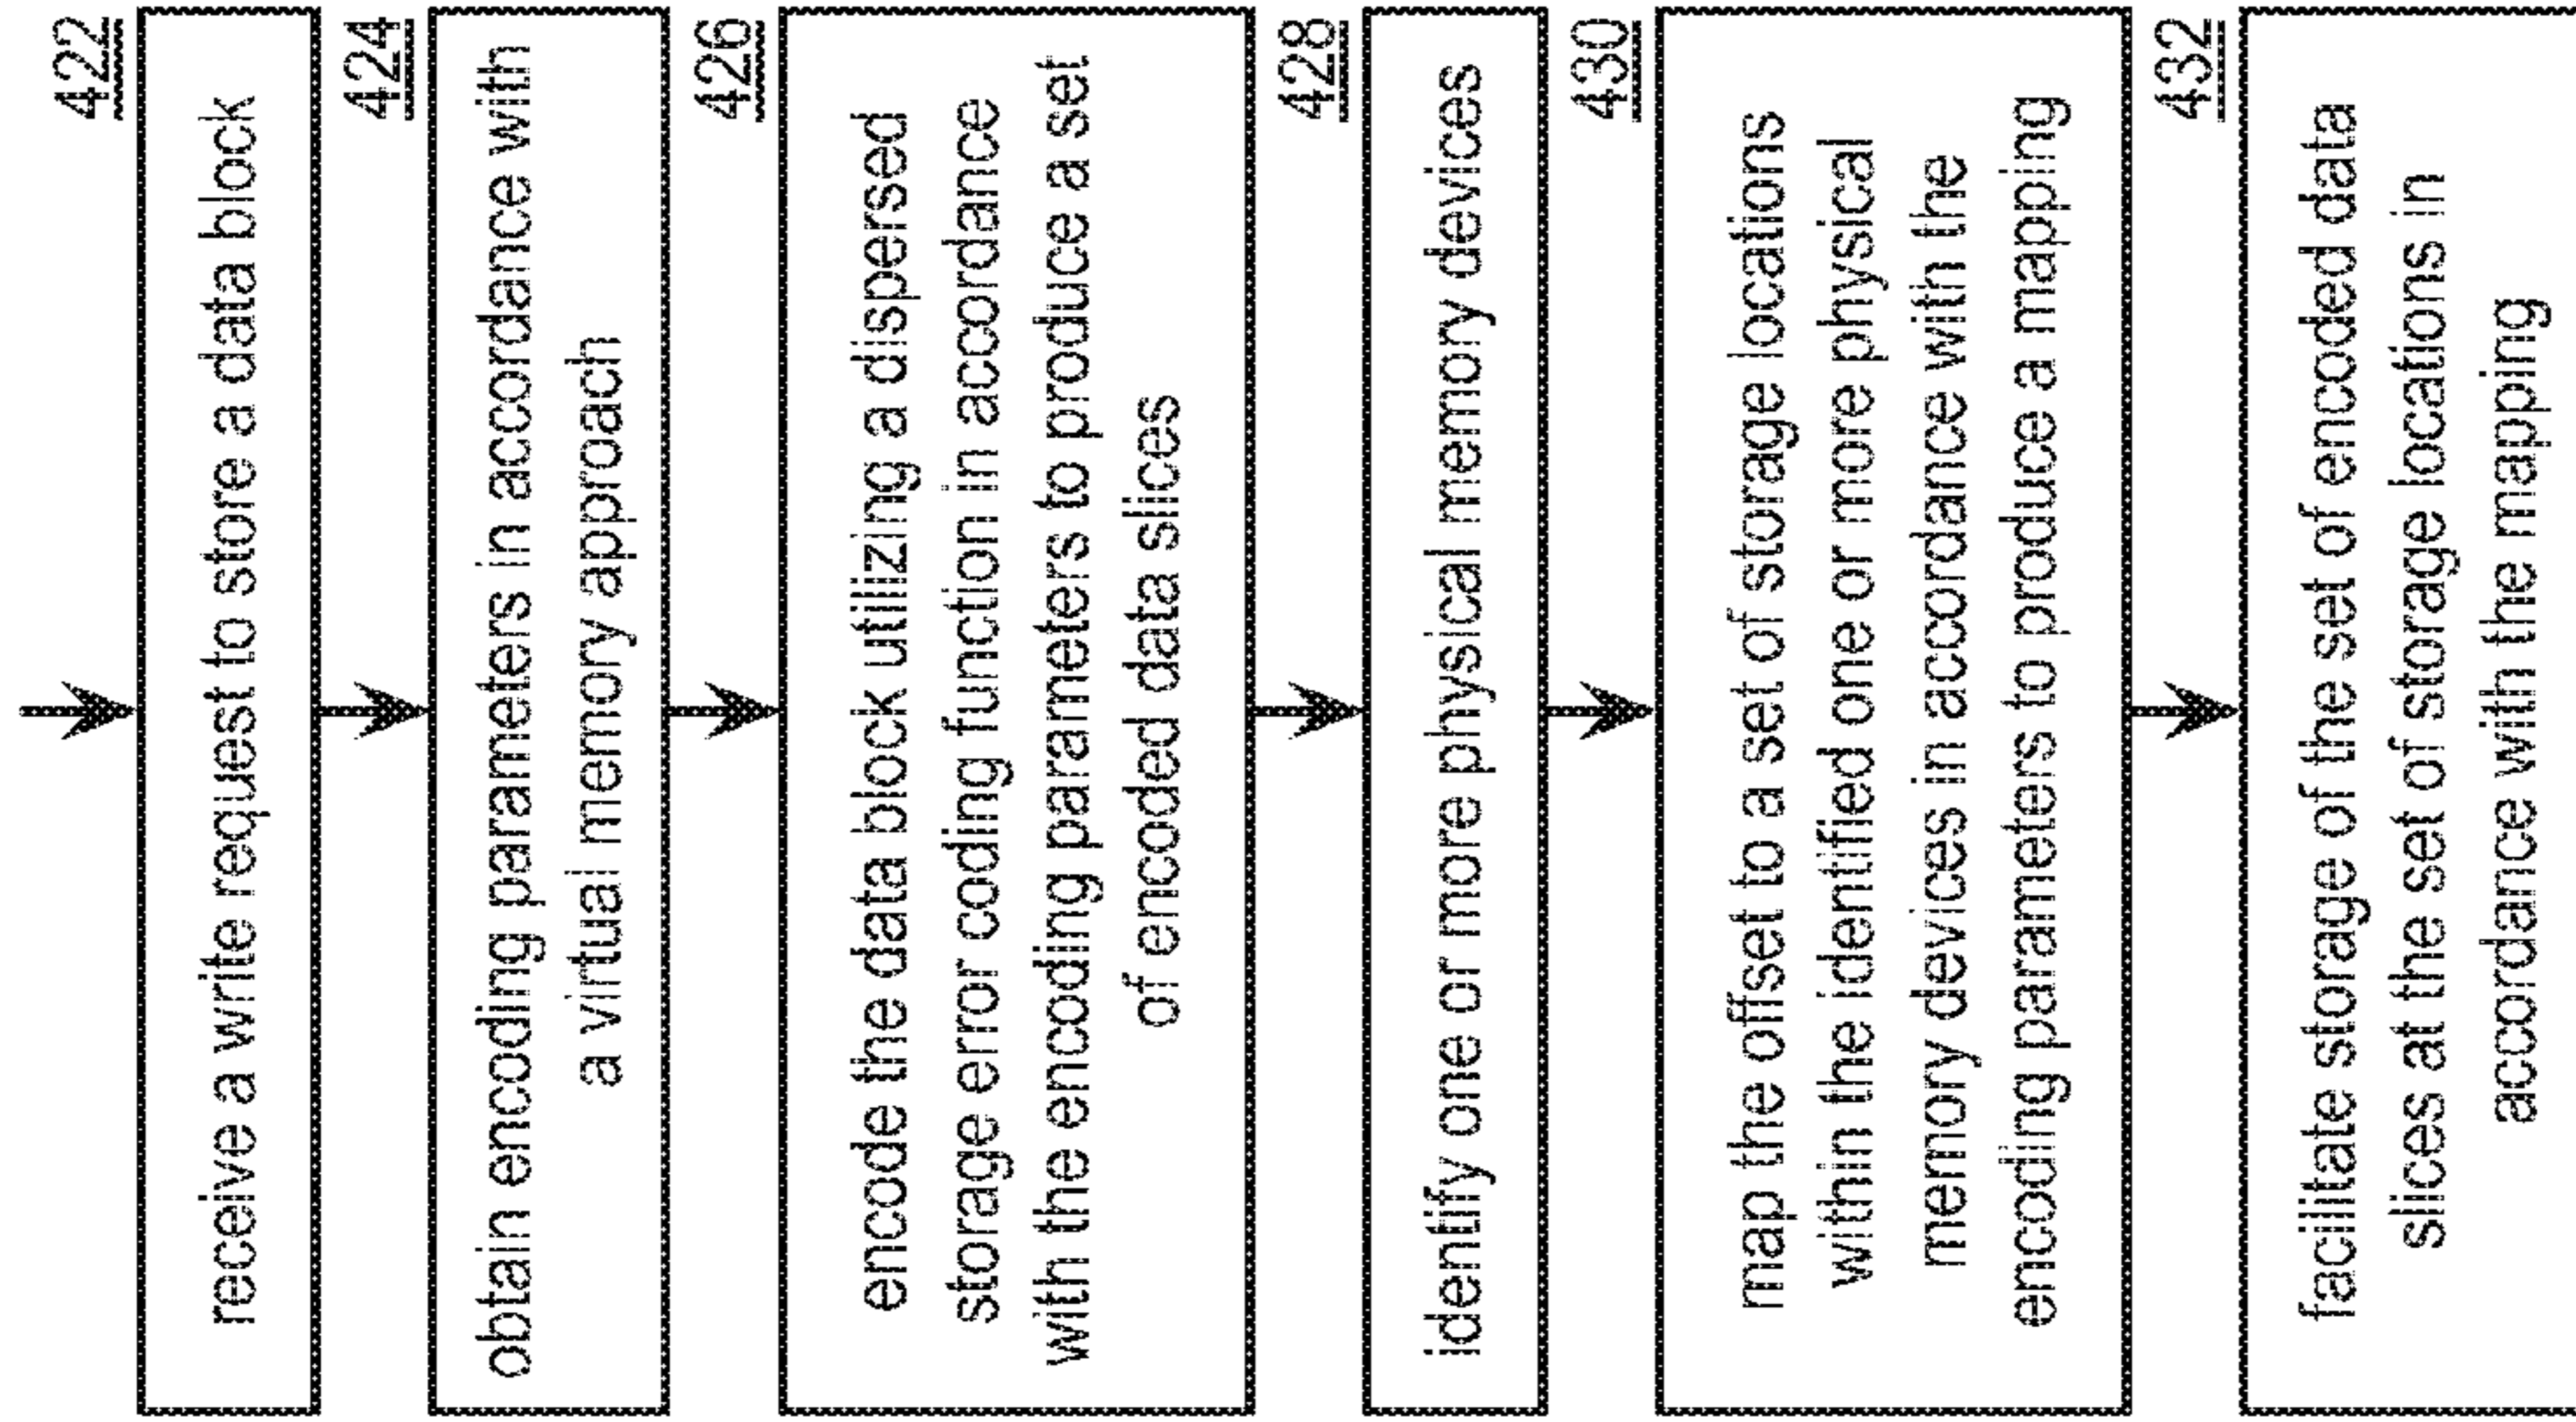 422
receive a write request to store a data block
424
obtain encoding parameters in accordance with
a virtual memory approach
426
encode the data block utilizing a dispersed
storage error coding function in accordance
with the encoding parameters to produce a set
of encoded data slices
428
identify one or more physical memory devices
430
map the offset to a set of storage locations
within the identified one or more physical
memory devices in accordance with the
encoding parameters to produce a mapping
432
facilitate storage of the set of encoded data
slices at the set of storage locations in
accordance with the mapping